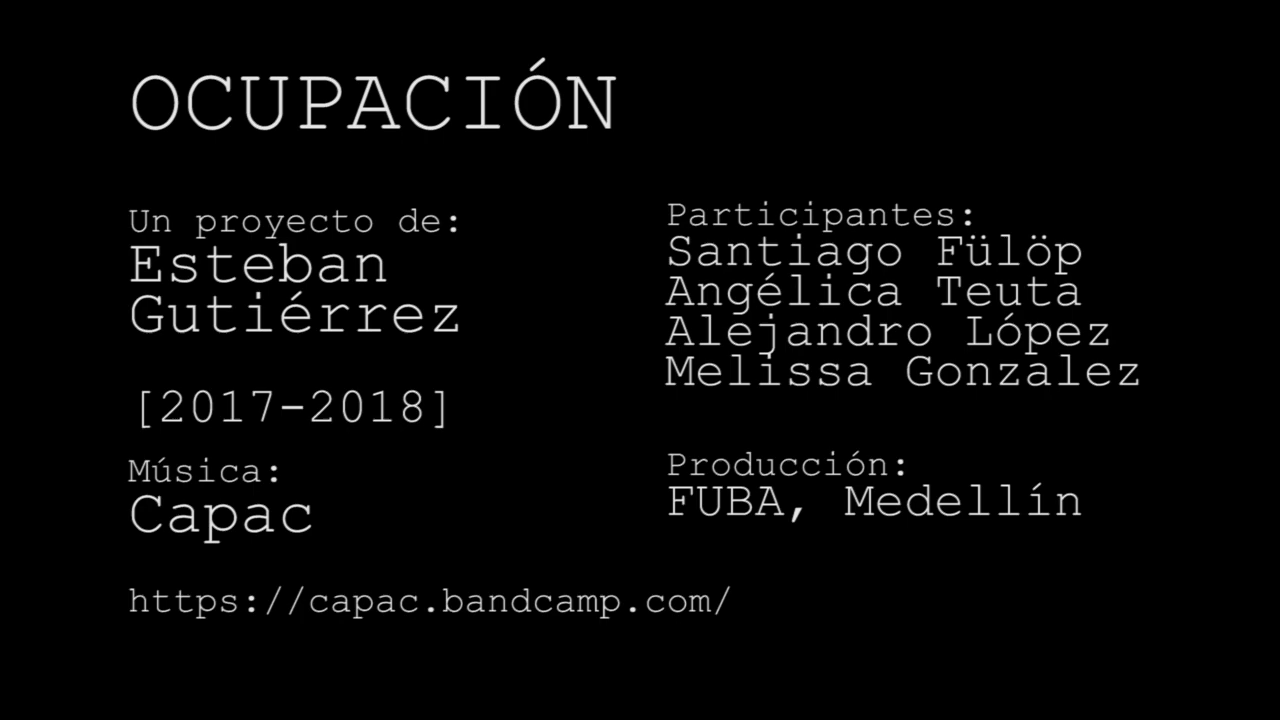 OCUPACIÓN
Un proyecto de:
Esteban
Gutiérrez
[2017-2018]
Música:
Capac
https://capac.bandcamp.com/
Participantes:
Santiago Fülöp
Angélica Teuta
Alejandro López
Melissa Gonzalez
Producción:
FUBA, Medellín